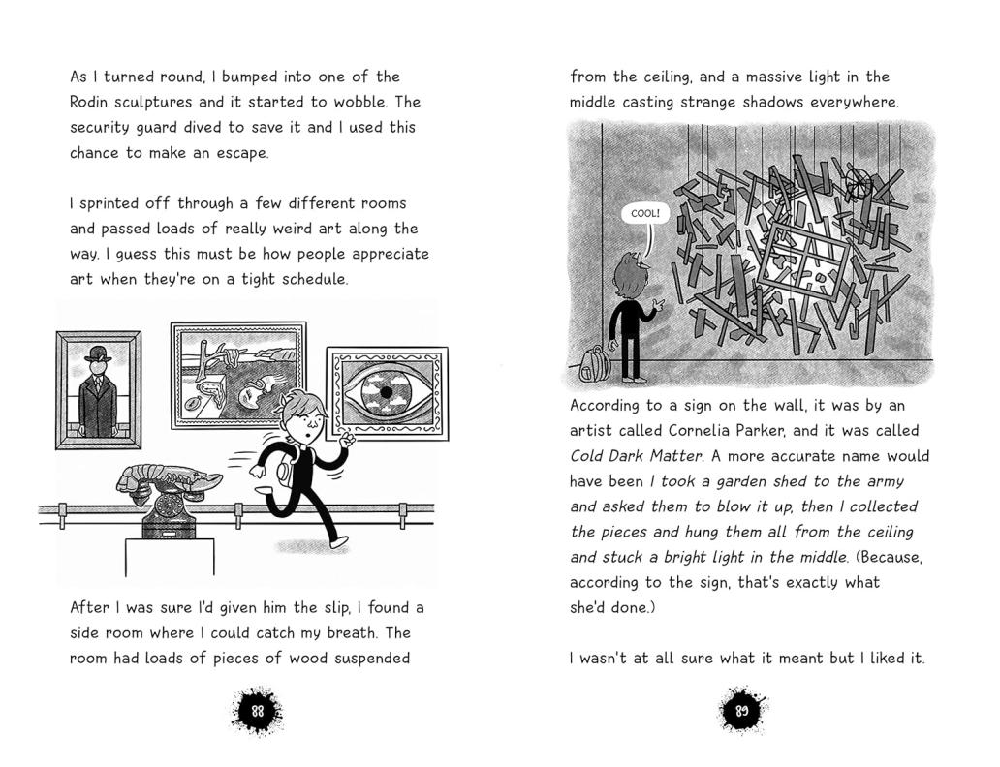 As I turned round, I bumped into one of the
Rodin sculptures and it started to wobble. The
security guard dived to save it and I used this
chance to make an escape.
I sprinted off through a few different rooms
and passed loads of really weird art along the
way. I guess this must be how people appreciate
art when they're on a tight schedule.
After I was sure I'd given him the slip, I found a
side room where I could catch my breath. The
room had loads of pieces of wood suspended
88
from the ceiling, and a massive light in the
middle casting strange shadows everywhere.
COOL!
According to a sign on the wall, it was by an
artist called Cornelia Parker, and it was called
Cold Dark Matter. A more accurate name would
have been I took a garden shed to the army
and asked them to blow it up, then I collected
the pieces and hung them all from the ceiling
and stuck a bright light in the middle. (Because,
according to the sign, that's exactly what
she'd done.)
I wasn't at all sure what it meant but I liked it.
89